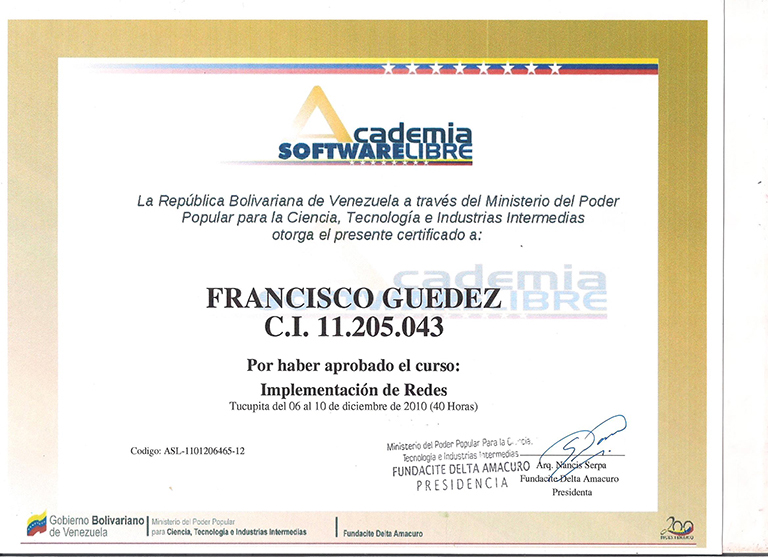 Academia
SOFTWARE LIBRE
La República Bolivariana de Venezuela a través del Ministerio del Poder
Popular para la Ciencia, Tecnología e Industrias Intermedias
otorga el presente certificado a:
Academia
SOFTWARE LIBRE
FRANCISCO GUEDEZ
C.I. 11.205.043
Por haber aprobado el curso:
Implementación de Redes
Tucupita del 06 al 10 de diciembre de 2010 (40 Horas)
Codigo: ASL-1101206465-12
Ministerio del Poder Popular Para la Ciencia,
Tecnología e Industrias Intermedias
FUNDACITE DELTA AMACURO
PRESIDENCIA
Arq. Nancis Serpa
Fundacite Delta Amacuro
Presidenta
Gobierno Bolivariano
de Venezuela
Ministerio del Poder Popular
para Ciencia, Tecnología e Industrias Intermedias
Fundacite Delta Amacuro
200